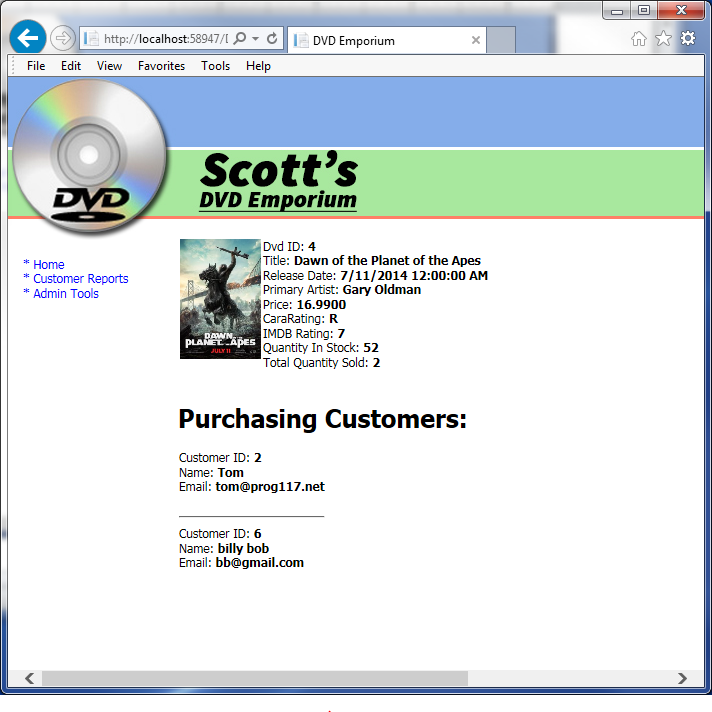 http://localhost:58947/I
DVD Emporium
File Edit View Favorites Tools Help
DVD
Scott's
DVD Emporium
* Home
* Customer Reports
* Admin Tools
DAWN
OF THE
PLANET OF THE APES
JULY 11
Dvd ID: 4
Title: Dawn of the Planet of the Apes
Release Date: 7/11/2014 12:00:00 AM
Primary Artist: Gary Oldman
Price: 16.9900
CaraRating: R
IMDB Rating: 7
Quantity In Stock: 52
Total Quantity Sold: 2
Purchasing Customers:
Customer ID: 2
Name: Tom
Email: tom@prog117.net
Customer ID: 6
Name: billy bob
Email: bb@gmail.com